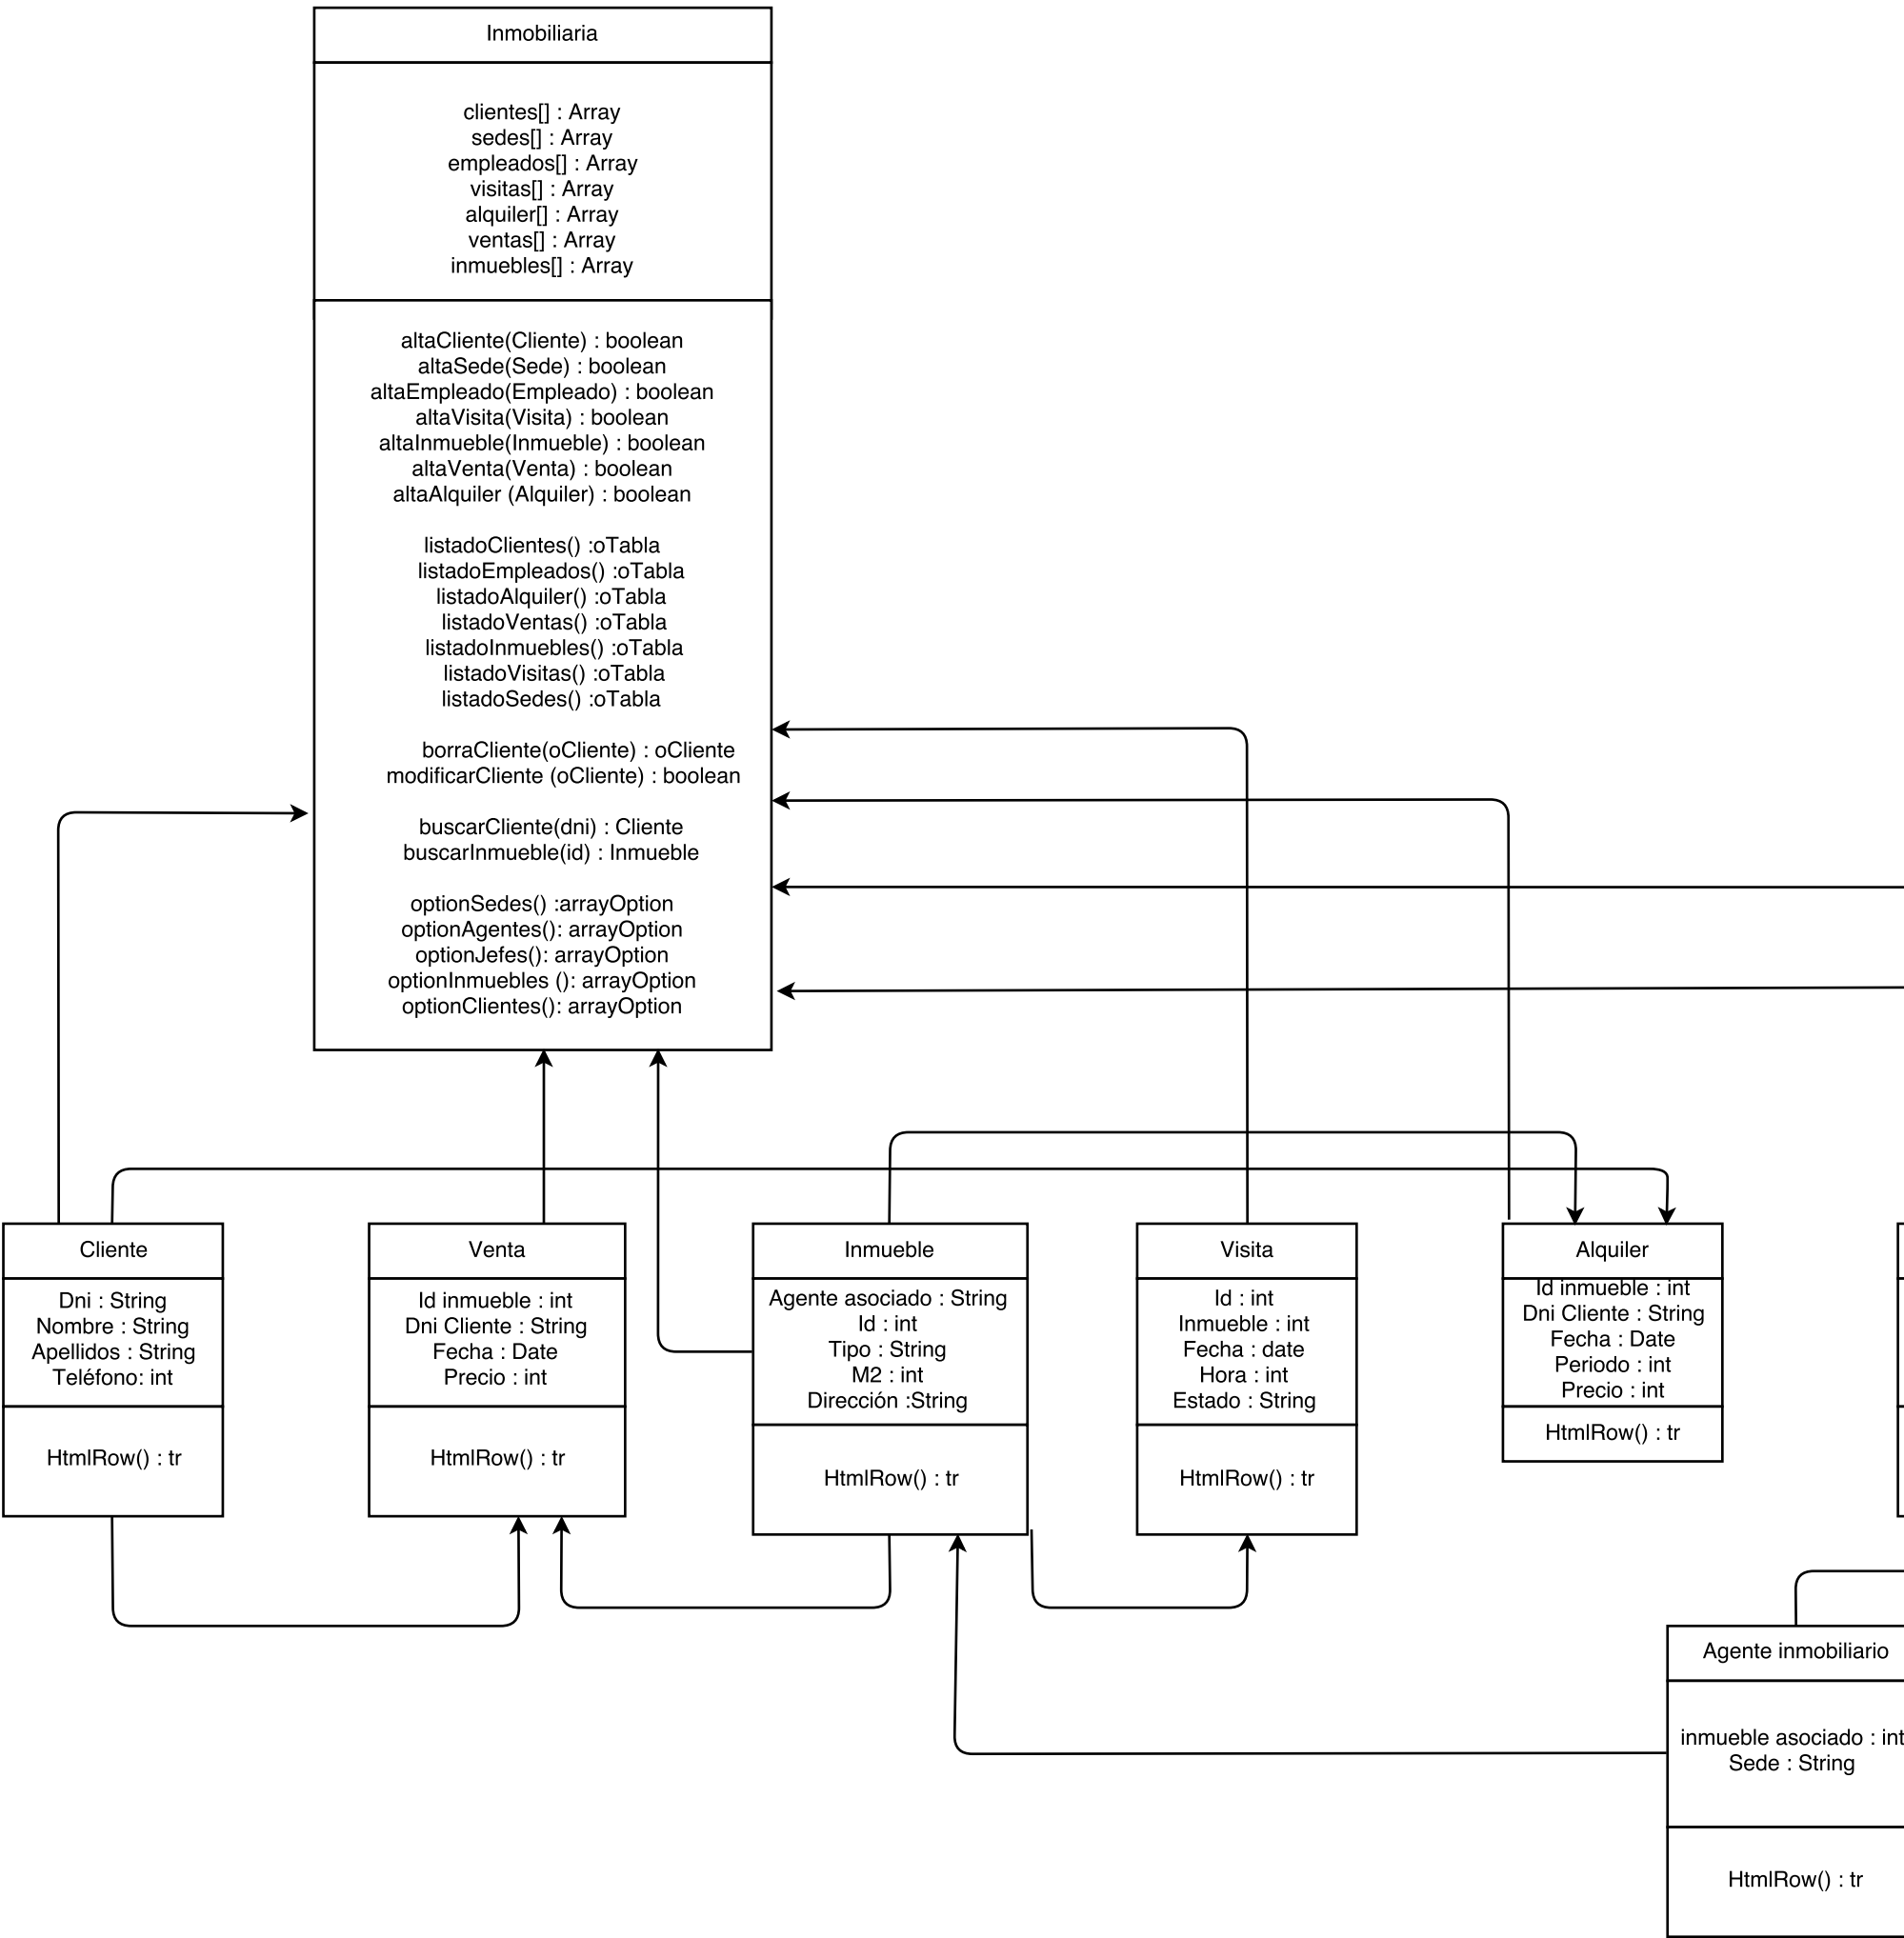 Inmobiliaria
clientes[] : Array
sedes[] : Array
empleados[] : Array
visitas[] : Array
alquiler[] : Array
ventas[] : Array
inmuebles[] : Array
altaCliente(Cliente) : boolean
altaSede(Sede) : boolean
altaEmpleado(Empleado) : boolean
altaVisita(Visita) : boolean
altaInmueble(Inmueble) : boolean
altaVenta(Venta) : boolean
altaAlquiler (Alquiler) : boolean
listadoClientes() :oTabla
listadoEmpleados() :oTabla
listadoAlquiler() :oTabla
listadoVentas() :oTabla
listadoInmuebles() :oTabla
listadoVisitas() :oTabla
listadoSedes() :oTabla
borraCliente(oCliente) : oCliente
modificarCliente (oCliente) : boolean
buscarCliente(dni) : Cliente
buscarInmueble(id) : Inmueble
optionSedes() :arrayOption
optionAgentes(): arrayOption
optionJefes(): arrayOption
optionInmuebles (): arrayOption
optionClientes(): arrayOption
Cliente
Dni : String
Nombre : String
Apellidos : String
Teléfono: int
HtmlRow() : tr
Venta
Id inmueble : int
Dni Cliente : String
Fecha : Date
Precio : int
HtmlRow() : tr
Inmueble
Agente asociado : String
Id : int
Tipo : String
M2 : int
Dirección :String
HtmlRow() : tr
Visita
Id : int
Inmueble : int
Fecha : date
Hora : int
Estado : String
HtmlRow() : tr
Alquiler
Id inmueble : int
Dni Cliente : String
Fecha : Date
Periodo : int
Precio : int
HtmlRow() : tr
Agente inmobiliario
inmueble asociado : int
Sede : String
HtmlRow() : tr